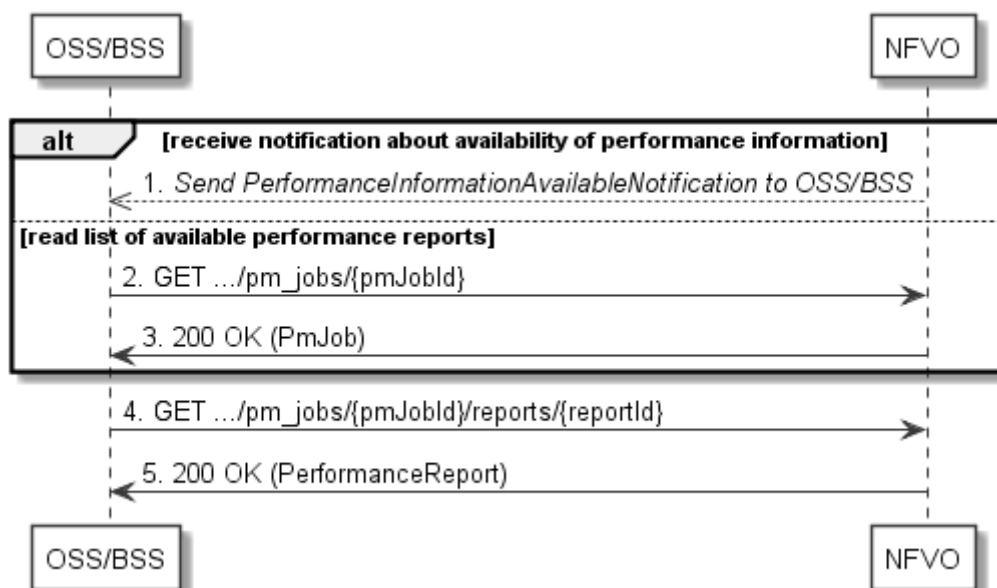 OSS/BSS NFVO
alt [receive notification about availability of performance information]
1. Send PerformanceInformationAvailableNotification to OSS/BSS
[read list of available performance reports]
2. GET .../pm_jobs/{pmJobId}
3. 200 OK (PmJob)
4. GET .../pm_jobs/{pmJobId}/reports/{reportId}
5. 200 OK (PerformanceReport)
OSS/BSS NFVO